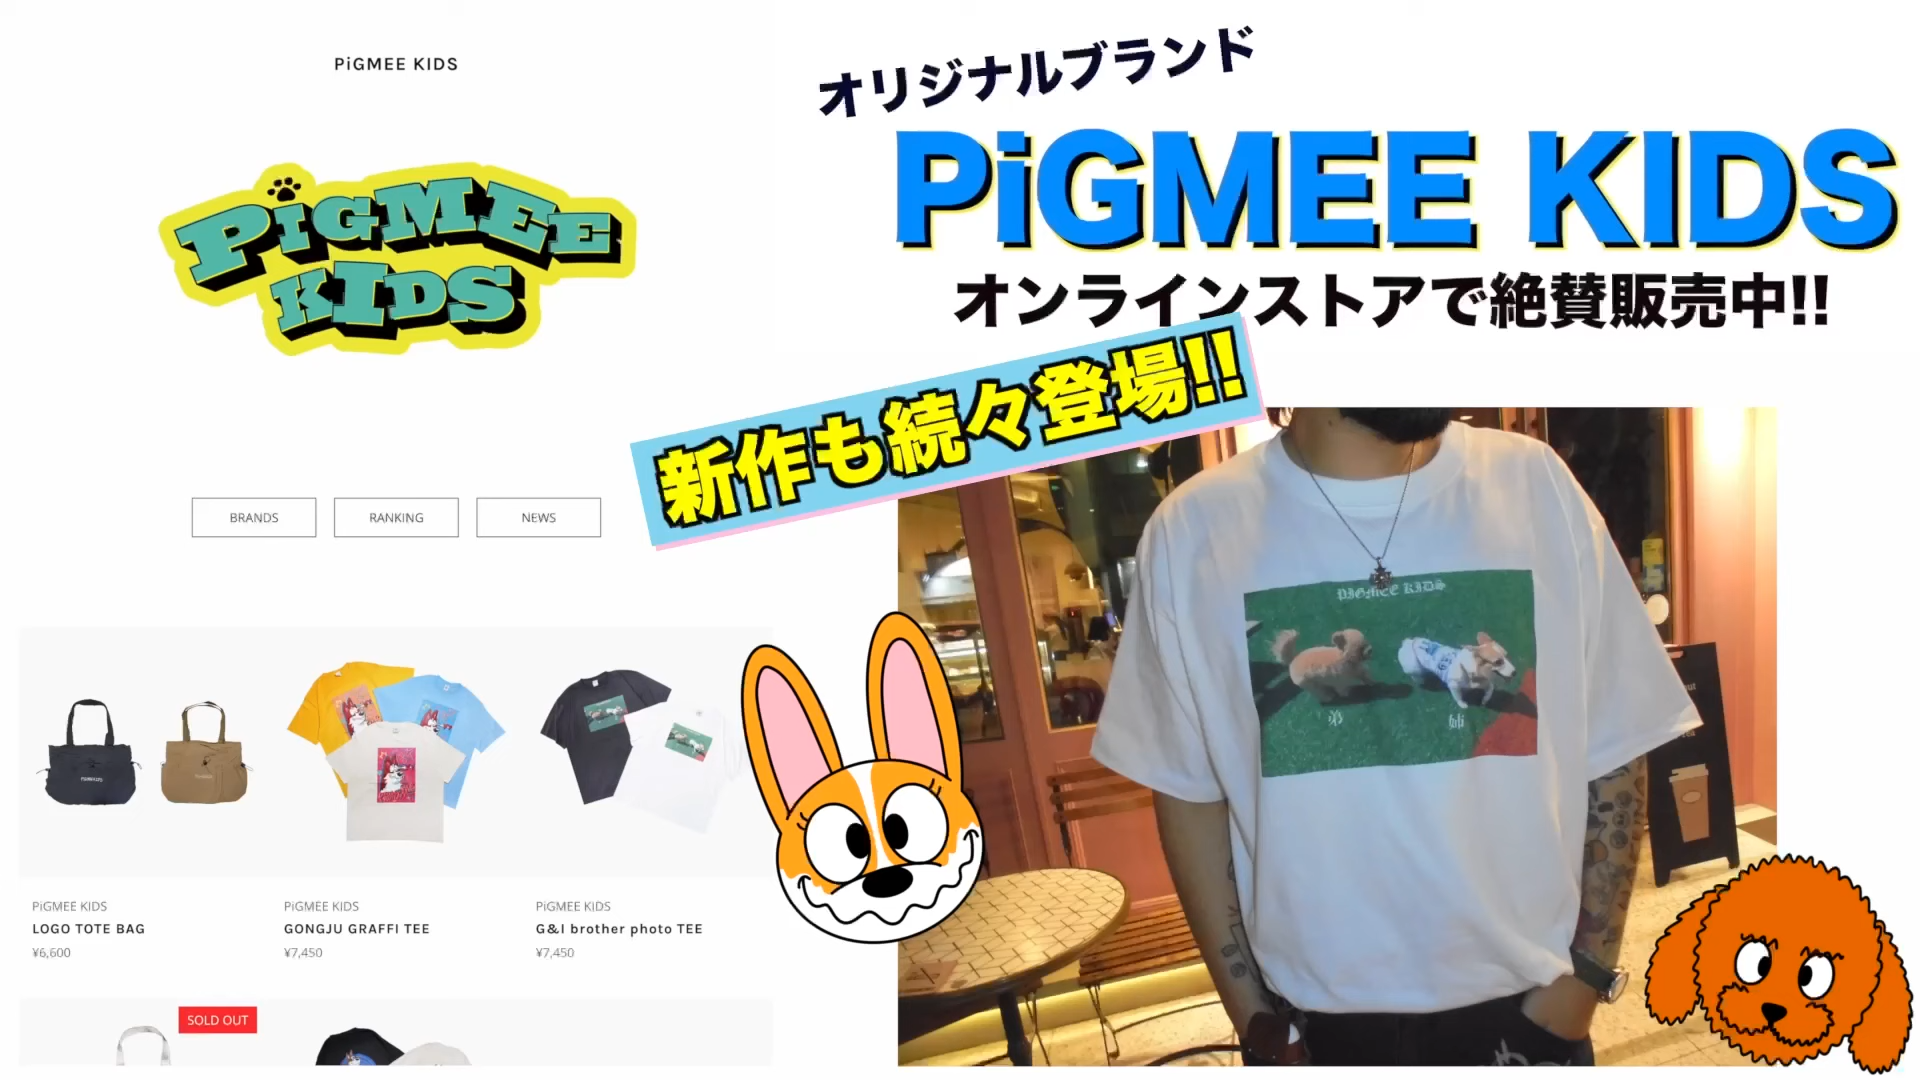 PiGMEE KIDS
PiGMEE
KIDS
BRANDS
RANKING
NEWS
PiGMEE KIDS
LOGO TOTE BAG
¥6,600
PiGMEE KIDS
GONGJU GRAFFI TEE
¥7,450
PiGMEE KIDS
G&I brother photo TEE
¥7,450
SOLD OUT
オリジナルブランド
PiGMEE KIDS
オンラインストアで絶賛販売中!!
新作も続々登場!!
PIGMEE KIDS